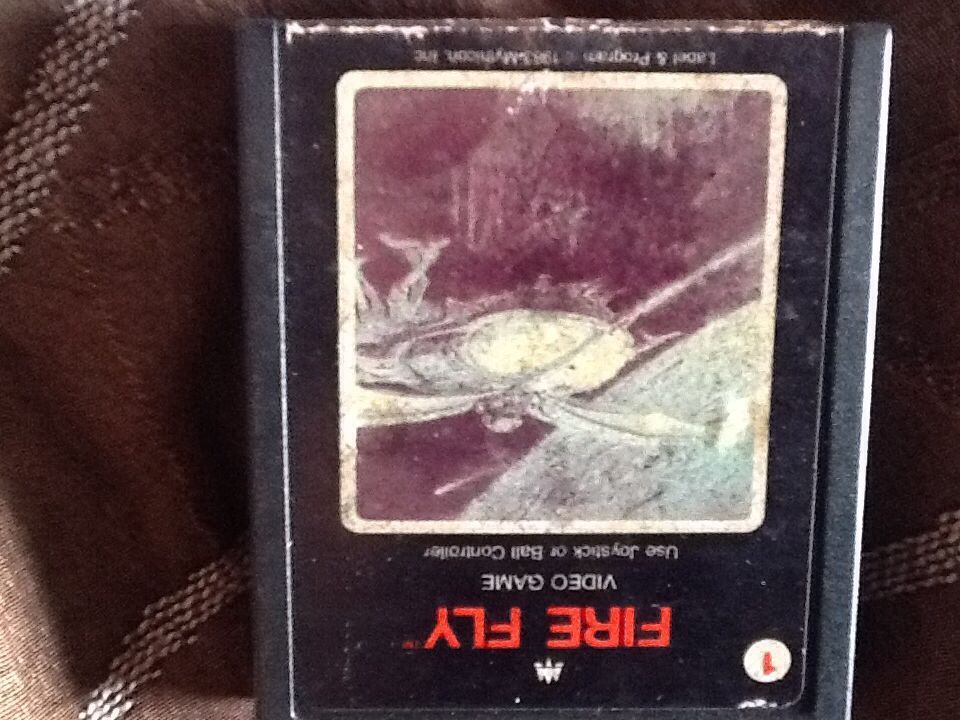 1
FIRE FLY™
VIDEO GAME
Use Joystick or Ball Controller
Label & Program © 1983 Mythicon, Inc